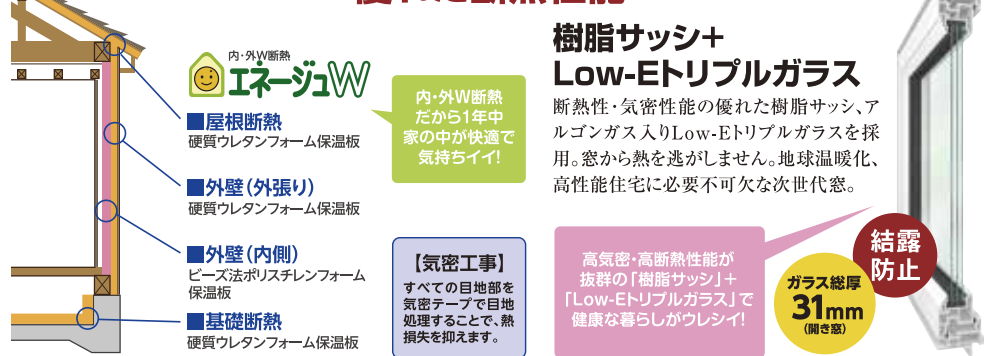 内・外W断熱
エネージュW
■屋根断熱
硬質ウレタンフォーム保温板
■外壁（外張り）
硬質ウレタンフォーム保温板
■外壁（内側）
ビーズ法ポリスチレンフォーム
保温板
■基礎断熱
硬質ウレタンフォーム保温板
内・外W断熱
だから1年中
家の中が快適で
気持ちイイ!
【気密工事】
すべての目地部を
気密テープで目地
処理することで、熱
損失を抑えます。
樹脂サッシ+
Low-Eトリプルガラス
断熱性・気密性能の優れた樹脂サッシ、ア
ルゴンガス入りLow-Eトリプルガラスを採
用。窓から熱を逃がしません。地球温暖化、
高性能住宅に必要不可欠な次世代窓。
高気密・高断熱性能が
抜群の「樹脂サッシ」+
「Low-Eトリプルガラス」で
健康な暮らしがウレシイ!
結露
防止
ガラス総厚
31mm
(開き窓)